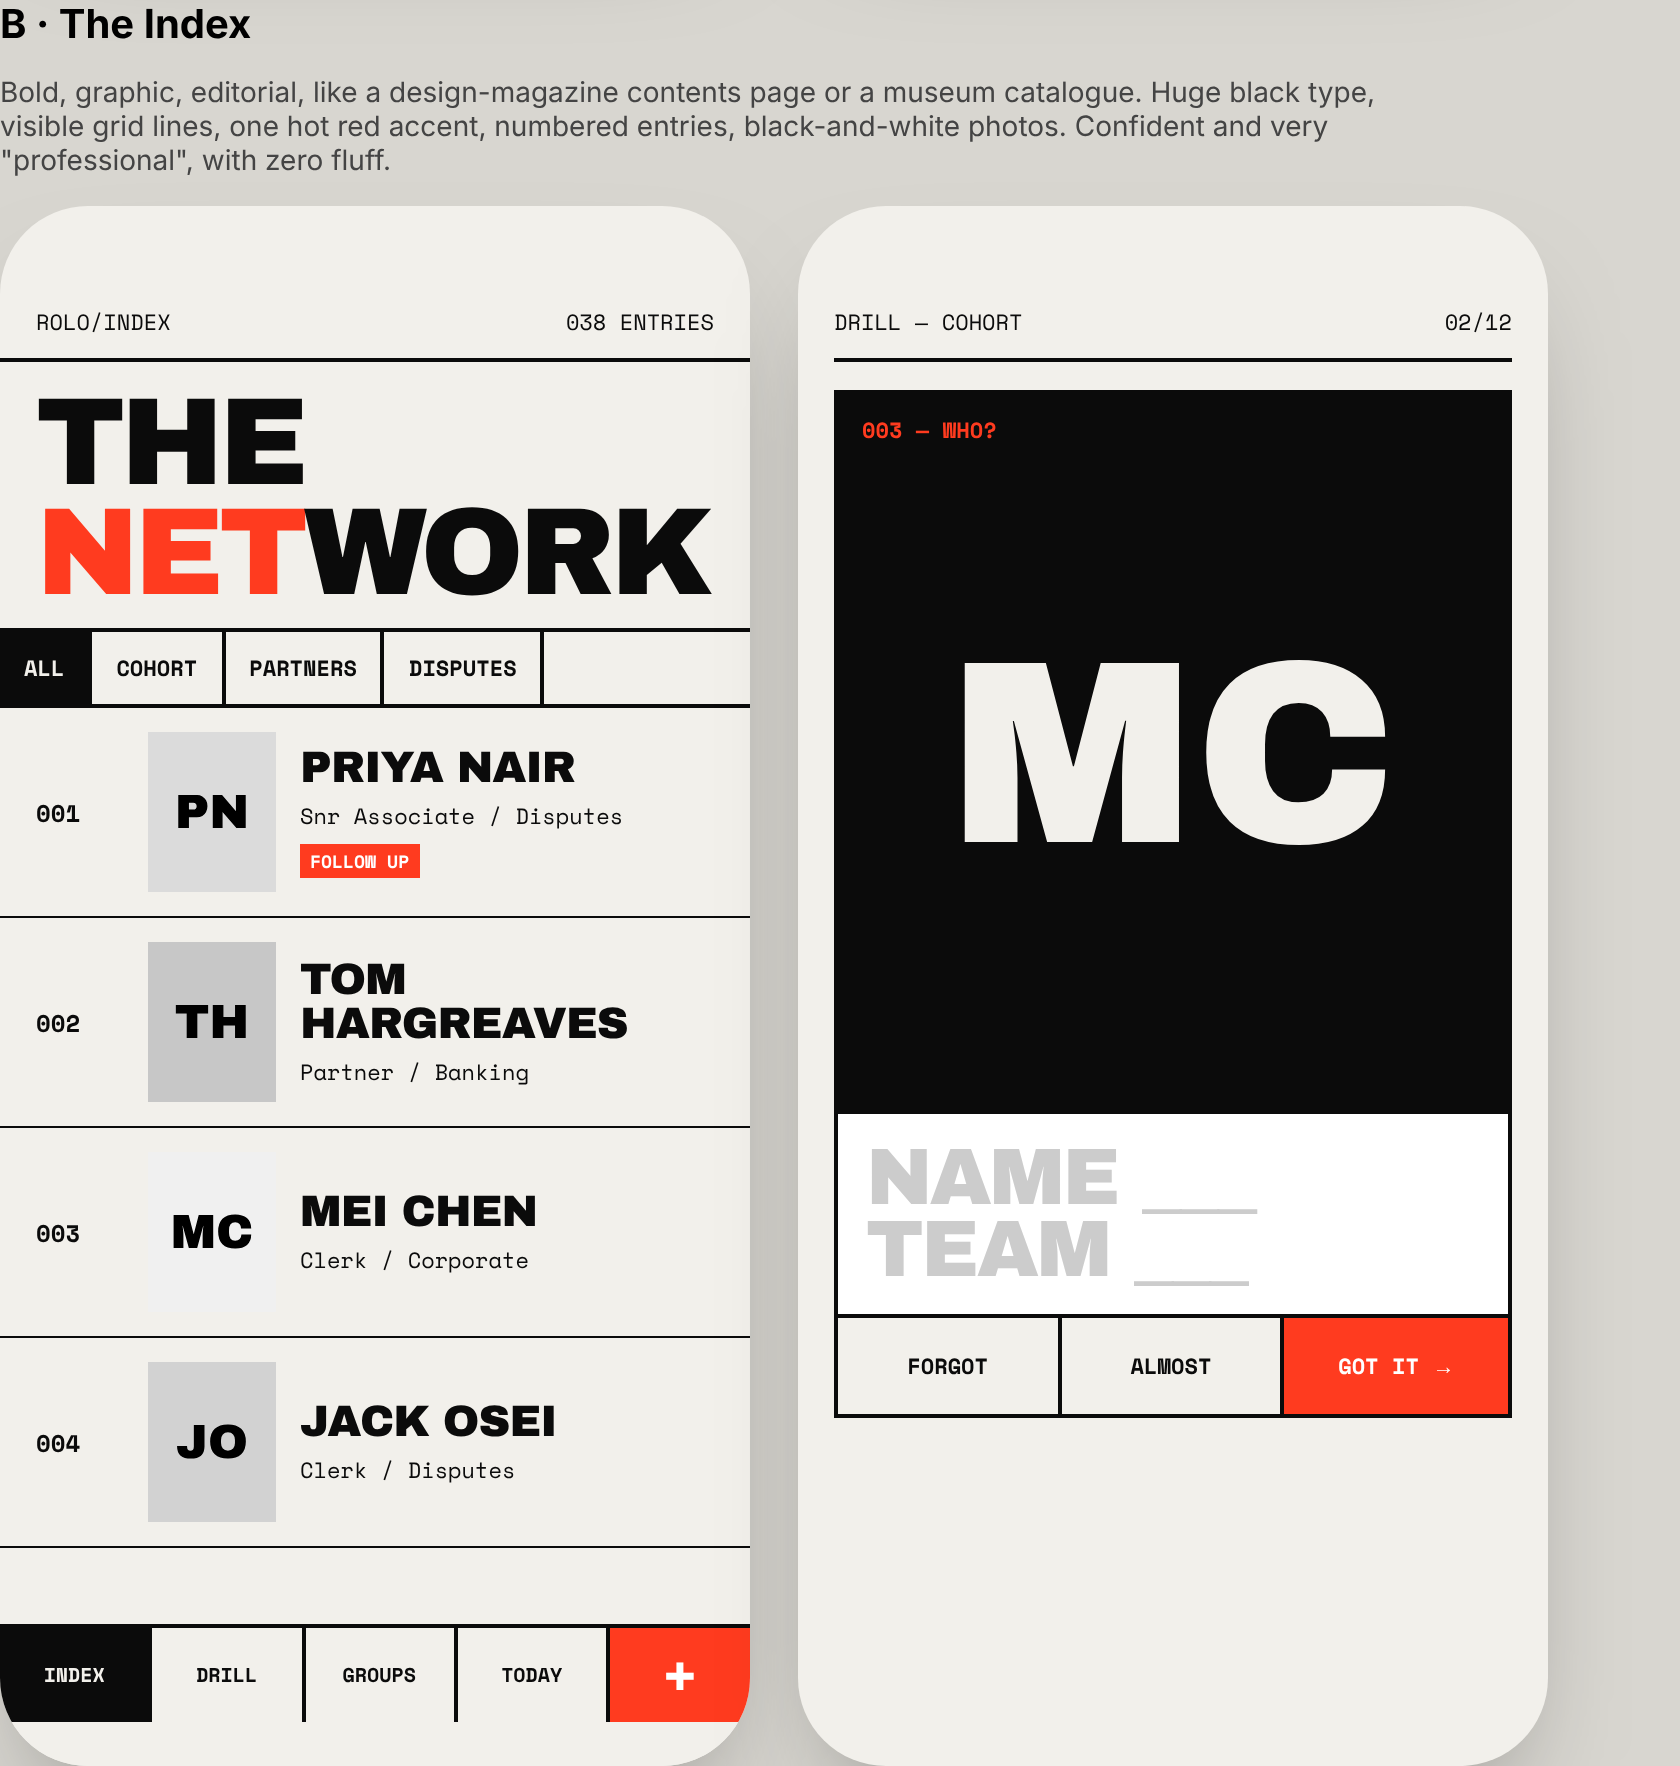 B · The Index
Bold, graphic, editorial, like a design-magazine contents page or a museum catalogue. Huge black type,
visible grid lines, one hot red accent, numbered entries, black-and-white photos. Confident and very
"professional", with zero fluff.
ROLO/INDEX 038 ENTRIES
THE
NETWORK
ALL COHORT PARTNERS DISPUTES
001 PN PRIYA NAIR
Snr Associate / Disputes
FOLLOW UP
002 TH TOM
HARGREAVES
Partner / Banking
003 MC MEI CHEN
Clerk / Corporate
004 JO JACK OSEI
Clerk / Disputes
INDEX DRILL GROUPS TODAY +
DRILL — COHORT 02/12
003 — WHO?
MC
NAME ___
TEAM ___
FORGOT ALMOST GOT IT →